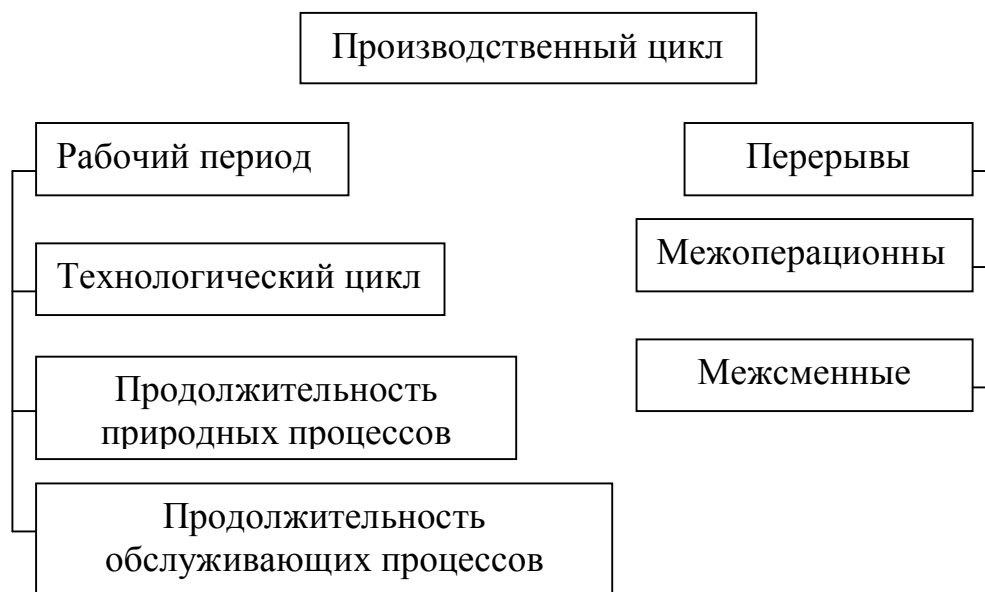 Производственный цикл
Рабочий период
Технологический цикл
Продолжительность
природных процессов
Продолжительность
обслуживающих процессов
Перерывы
Межоперационны
Межсменные